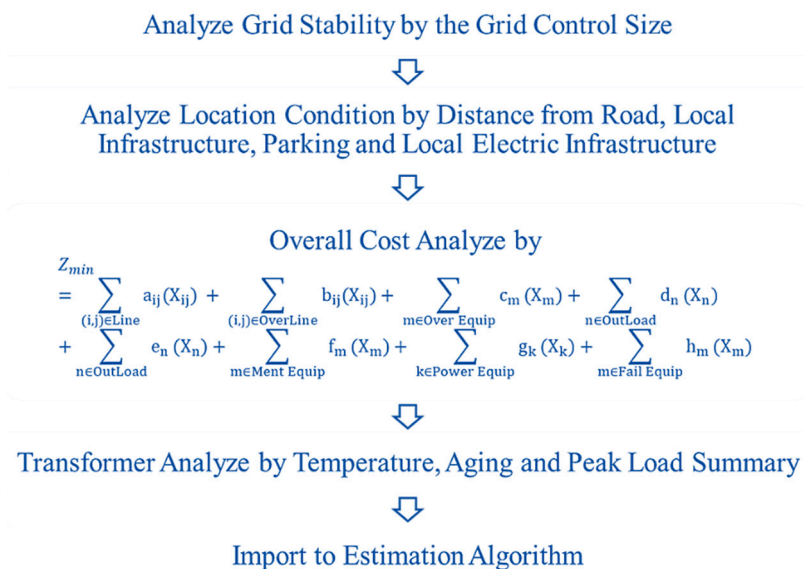 Analyze Grid Stability by the Grid Control Size
Analyze Location Condition by Distance from Road, Local
Infrastructure, Parking and Local Electric Infrastructure
Overall Cost Analyze by
Z_min
= ∑_{(i,j)∈Line} a_ij(X_ij) + ∑_{(i,j)∈OverLine} b_ij(X_ij) + ∑_{m∈Over Equip} c_m(X_m) + ∑_{n∈OutLoad} d_n(X_n)
+ ∑_{n∈OutLoad} e_n(X_n) + ∑_{m∈Ment Equip} f_m(X_m) + ∑_{k∈Power Equip} g_k(X_k) + ∑_{m∈Fail Equip} h_m(X_m)
Transformer Analyze by Temperature, Aging and Peak Load Summary
Import to Estimation Algorithm